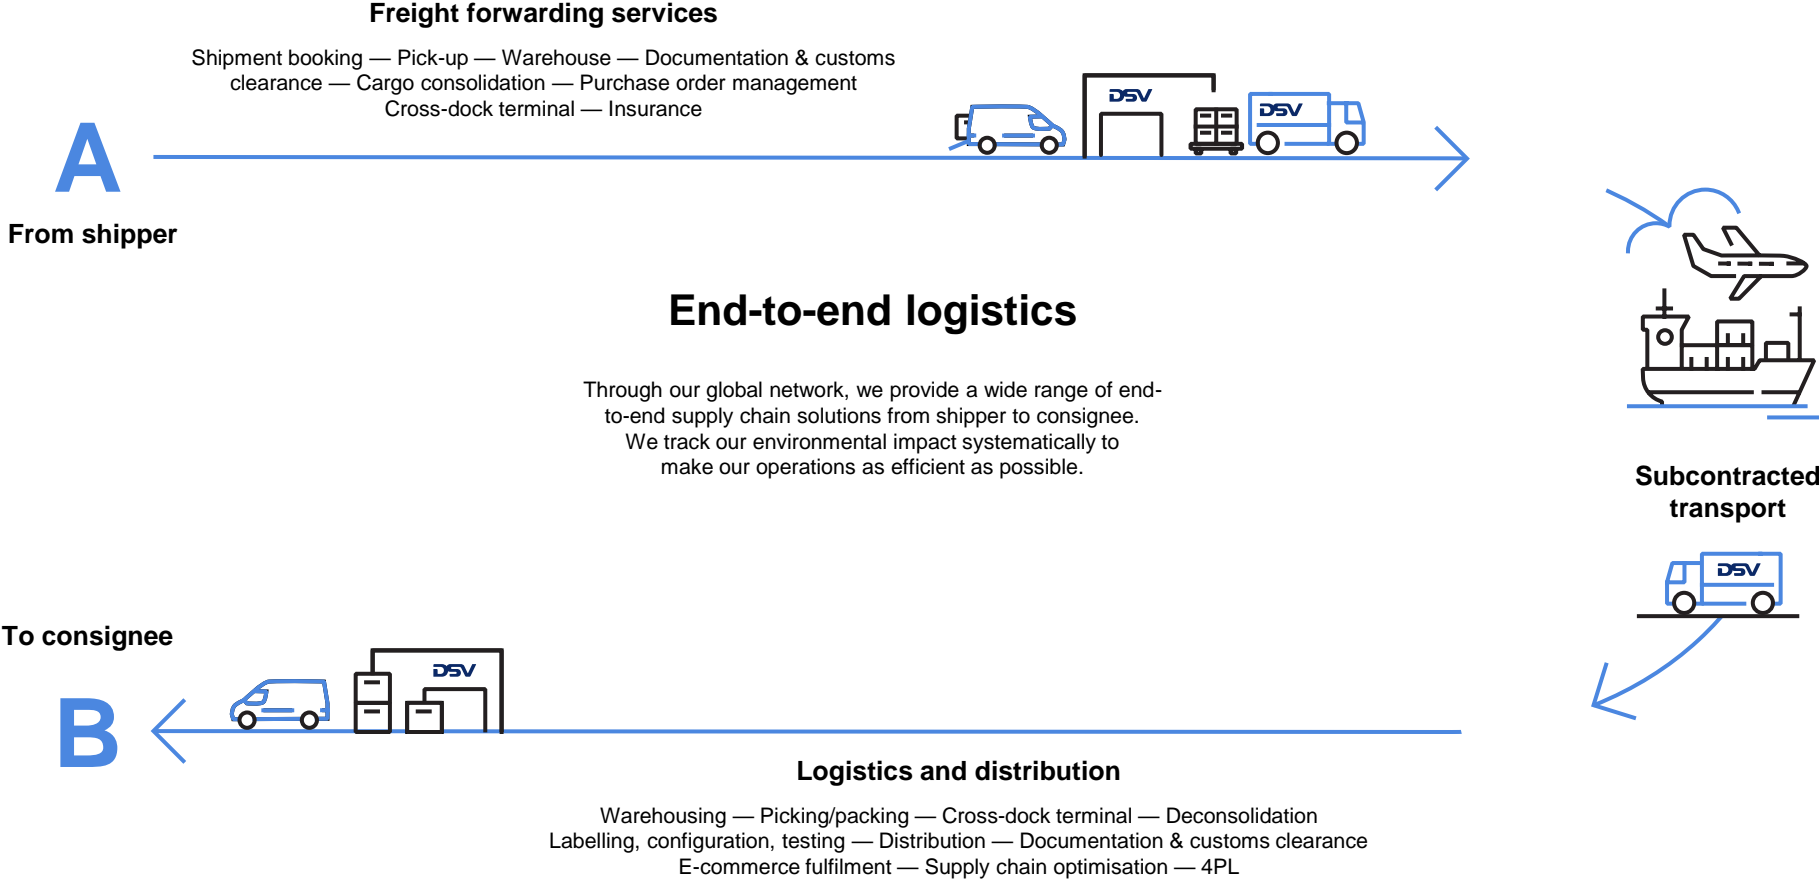 Freight forwarding services
Shipment booking — Pick-up — Warehouse — Documentation & customs
clearance — Cargo consolidation — Purchase order management
Cross-dock terminal — Insurance
DSV
DSV
A
From shipper
End-to-end logistics
Through our global network, we provide a wide range of end-
to-end supply chain solutions from shipper to consignee.
We track our environmental impact systematically to
make our operations as efficient as possible.
Subcontracted
transport
DSV
To consignee
DSV
B
Logistics and distribution
Warehousing — Picking/packing — Cross-dock terminal — Deconsolidation
Labelling, configuration, testing — Distribution — Documentation & customs clearance
E-commerce fulfilment — Supply chain optimisation — 4PL